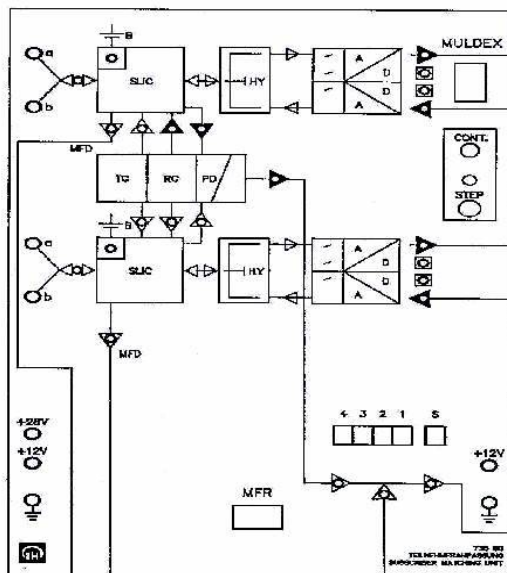 a
B
SLIC
HY
A
D
D
A
MULDEX
b
MFD
CONT.
TG
RG
PD
STEP
a
B
SLIC
HY
A
D
D
A
b
MFD
4 3 2 1 S
+28V
+12V
+12V
MFR
TEILNEHMERANPASSUNG
SUBSCRIBER MATCHING UNIT